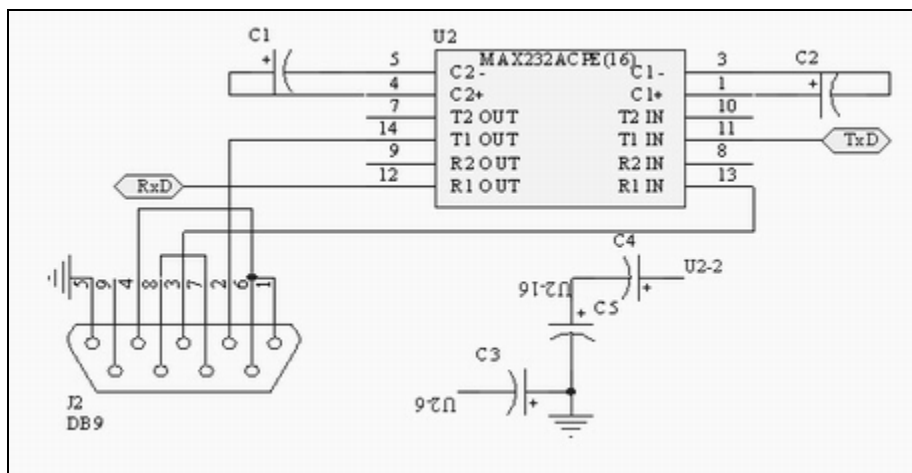 C1
U2
MAX232ACPE(16)
C2
5 C2- C1- 3
4 C2+ C1+ 1
7 T2 OUT T2 IN 10
14 T1 OUT T1 IN 11
TxD
9 R2 OUT R2 IN 8
12 R1 OUT R1 IN 13
RxD
C4
U2-2
U2-16
C5
5 9 4 8 3 7 2 6 1
C3
U2-6
J2
DB9
+
+
+
+
+